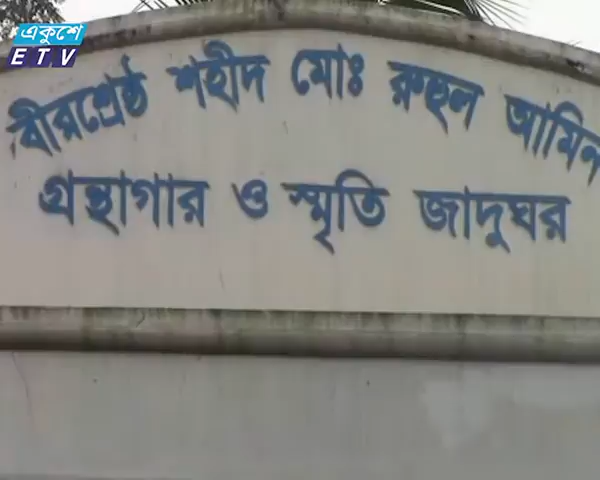 একুশে
ETV
বীরশ্রেষ্ঠ শহীদ মোঃ রুহুল আমিন
গ্রন্থাগার ও স্মৃতি জাদুঘর